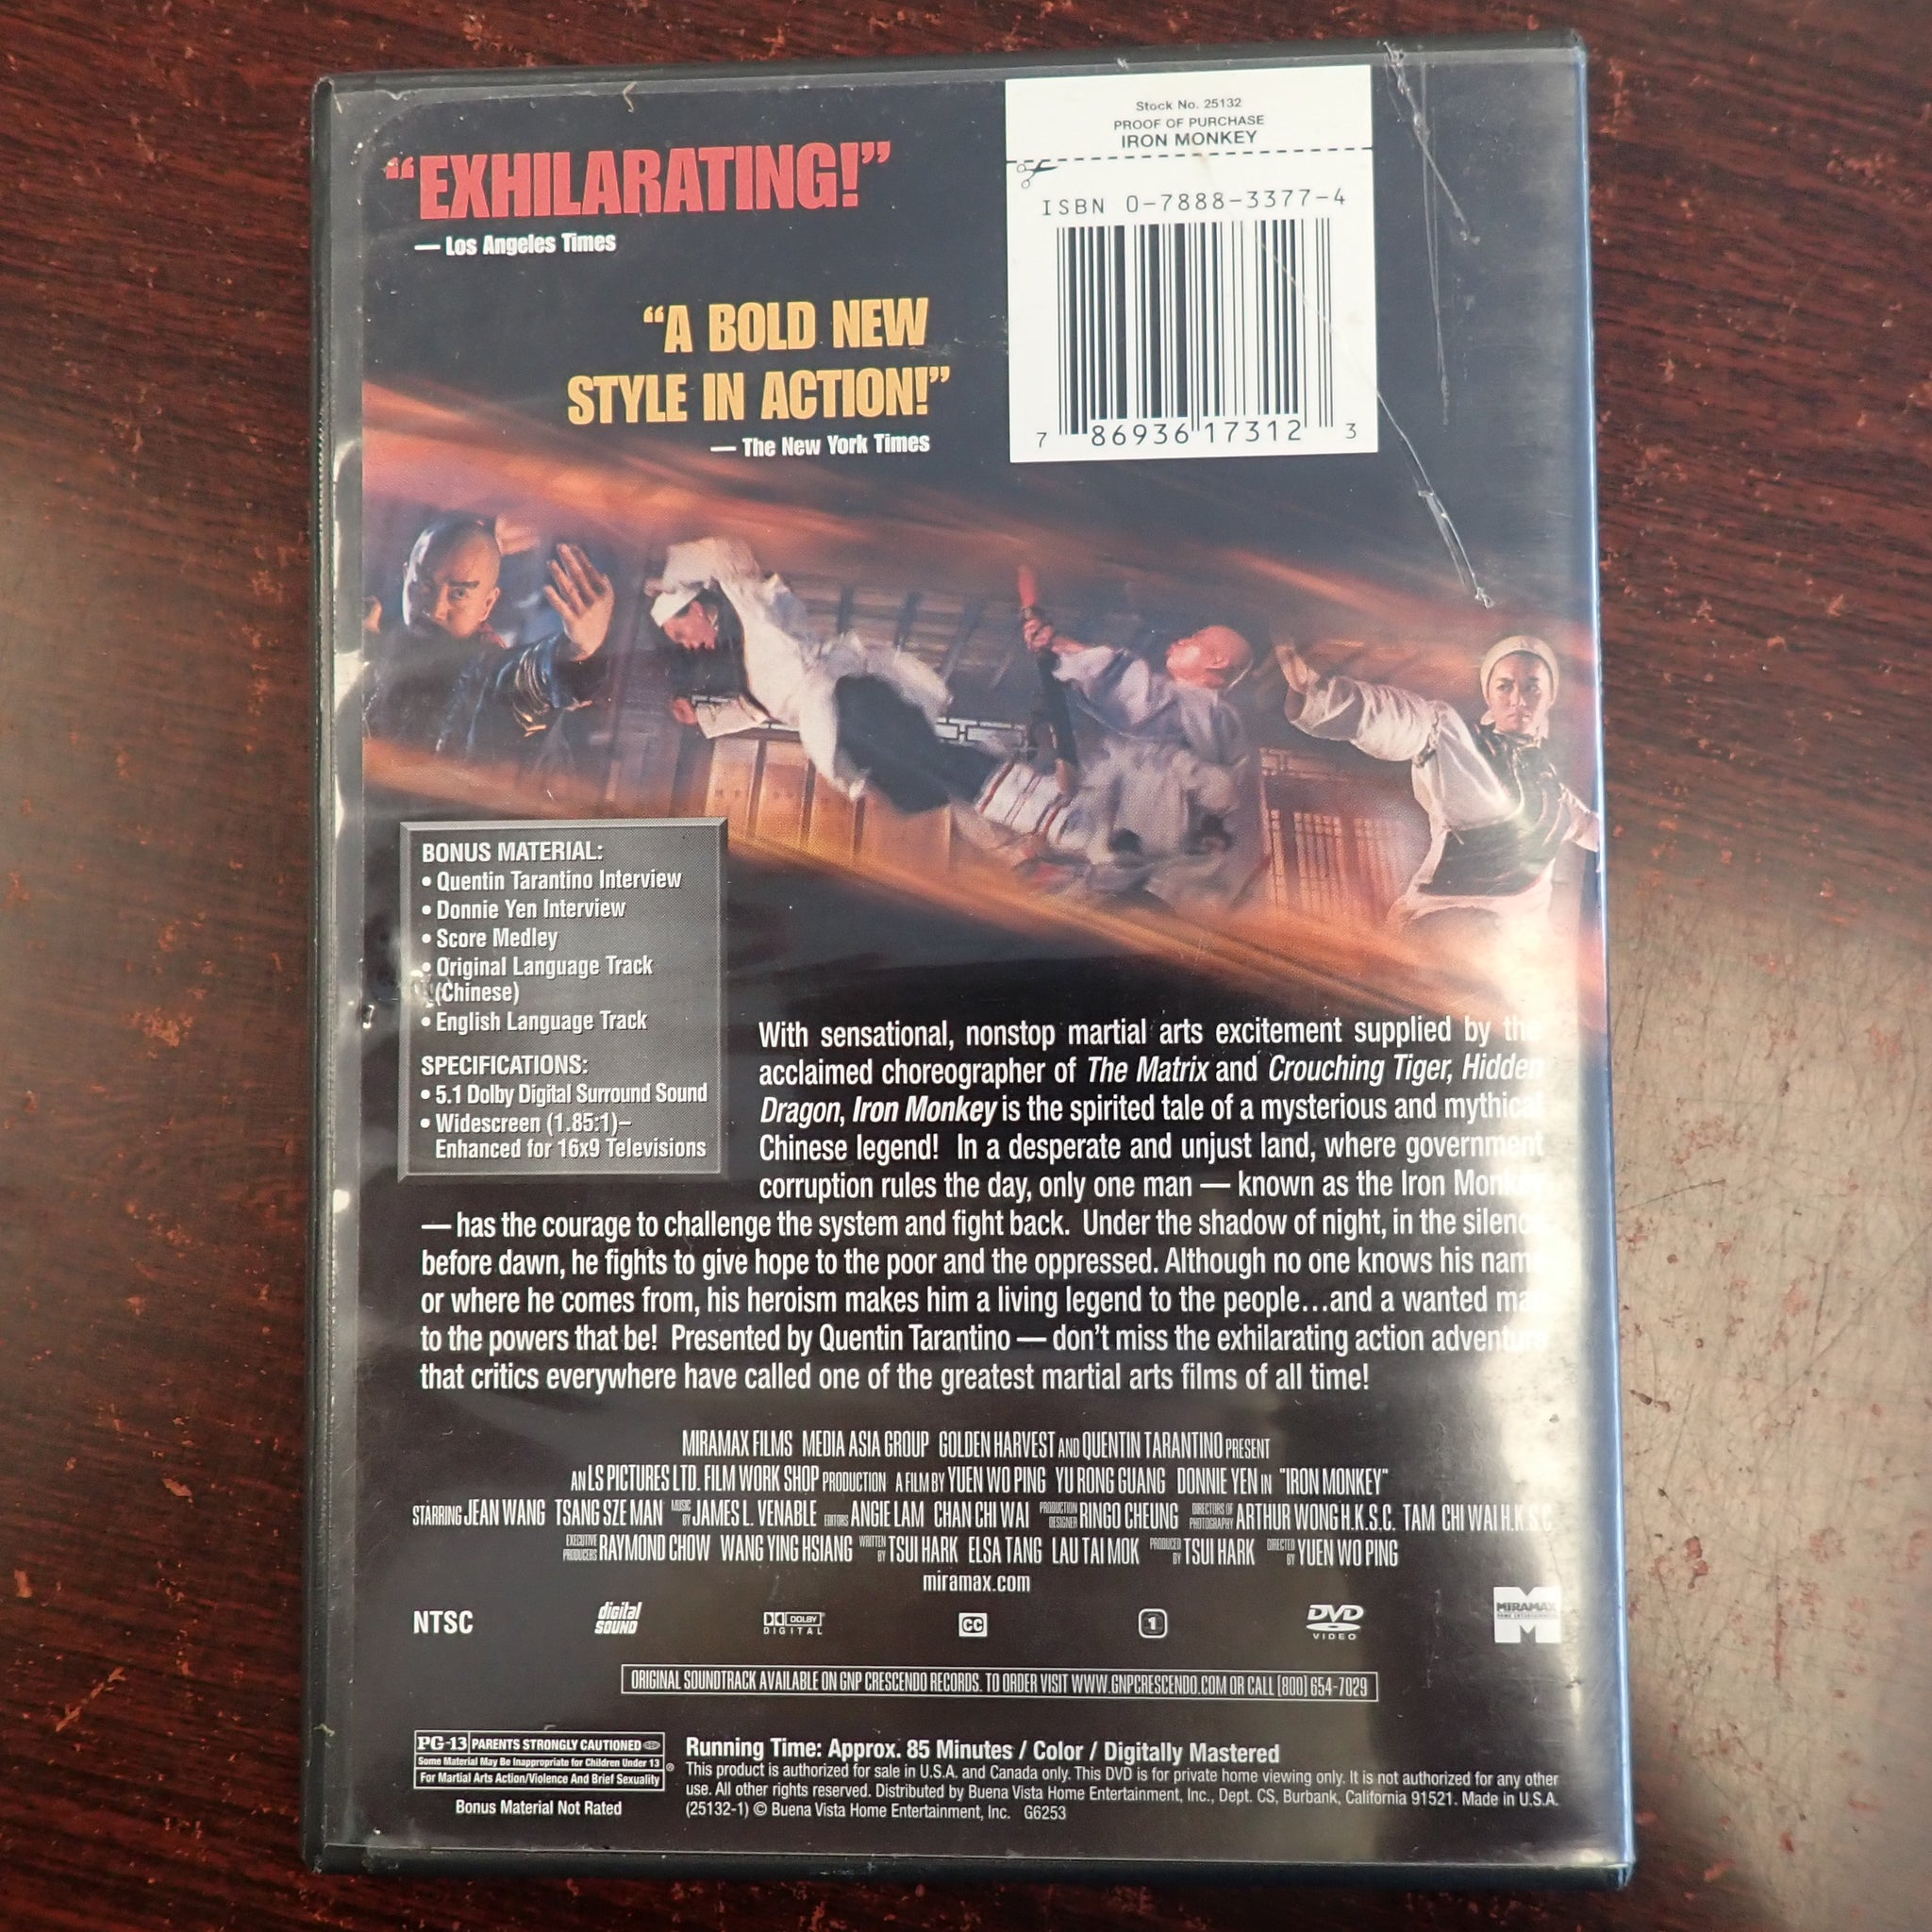 Stock No. 25132
PROOF OF PURCHASE
IRON MONKEY
ISBN 0-7888-3377-4
7 86936 17312 3
“EXHILARATING!”
— Los Angeles Times
“A BOLD NEW
STYLE IN ACTION!”
— The New York Times
BONUS MATERIAL:
• Quentin Tarantino Interview
• Donnie Yen Interview
• Score Medley
• Original Language Track
(Chinese)
• English Language Track
SPECIFICATIONS:
• 5.1 Dolby Digital Surround Sound
• Widescreen (1.85:1)–
Enhanced for 16x9 Televisions
With sensational, nonstop martial arts excitement supplied by the
acclaimed choreographer of The Matrix and Crouching Tiger, Hidden
Dragon, Iron Monkey is the spirited tale of a mysterious and mythical
Chinese legend! In a desperate and unjust land, where government
corruption rules the day, only one man — known as the Iron Monkey
— has the courage to challenge the system and fight back. Under the shadow of night, in the silence
before dawn, he fights to give hope to the poor and the oppressed. Although no one knows his name
or where he comes from, his heroism makes him a living legend to the people…and a wanted man
to the powers that be! Presented by Quentin Tarantino — don’t miss the exhilarating action adventure
that critics everywhere have called one of the greatest martial arts films of all time!
MIRAMAX FILMS MEDIA ASIA GROUP GOLDEN HARVEST AND QUENTIN TARANTINO PRESENT
AN LS PICTURES LTD. FILM WORK SHOP PRODUCTION A FILM BY YUEN WO PING YU RONG GUANG DONNIE YEN IN "IRON MONKEY"
STARRING JEAN WANG TSANG SZE MAN MUSIC BY JAMES L. VENABLE EDITORS ANGIE LAM CHAN CHI WAI PRODUCTION DESIGNER RINGO CHEUNG DIRECTORS OF PHOTOGRAPHY ARTHUR WONG H.K.S.C. TAM CHI WAI H.K.S.C.
EXECUTIVE PRODUCERS RAYMOND CHOW WANG YING HSIANG WRITTEN BY TSUI HARK ELSA TANG LAU TAI MOK PRODUCED BY TSUI HARK DIRECTED BY YUEN WO PING
miramax.com
NTSC digital SOUND DOLBY DIGITAL CC 1 DVD VIDEO MIRAMAX HOME ENTERTAINMENT
ORIGINAL SOUNDTRACK AVAILABLE ON GNP CRESCENDO RECORDS. TO ORDER VISIT WWW.GNPCRESCENDO.COM OR CALL (800) 654-7029
PG-13 PARENTS STRONGLY CAUTIONED
Some Material May Be Inappropriate for Children Under 13
For Martial Arts Action/Violence And Brief Sexuality ®
Bonus Material Not Rated
Running Time: Approx. 85 Minutes / Color / Digitally Mastered
This product is authorized for sale in U.S.A. and Canada only. This DVD is for private home viewing only. It is not authorized for any other
use. All other rights reserved. Distributed by Buena Vista Home Entertainment, Inc., Dept. CS, Burbank, California 91521. Made in U.S.A.
(25132-1) © Buena Vista Home Entertainment, Inc. G6253